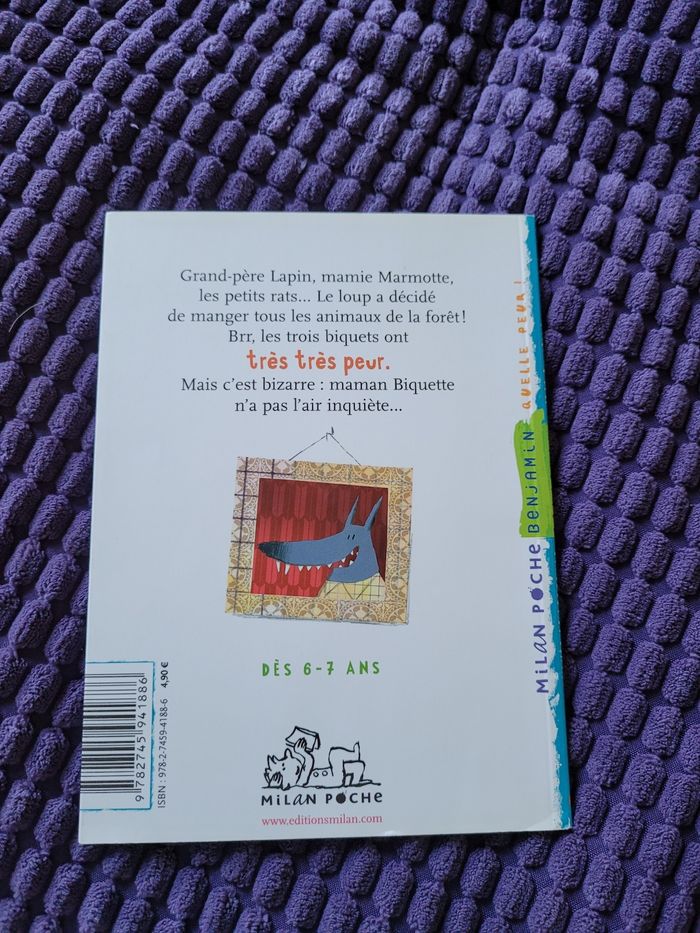 Grand-père Lapin, mamie Marmotte,
les petits rats... Le loup a décidé
de manger tous les animaux de la forêt !
Brr, les trois biquets ont
très très peur.
Mais c'est bizarre : maman Biquette
n'a pas l'air inquiète...
DÈS 6-7 ANS
MiLAN POCHE
www.editionsmilan.com
9 782745 941886
ISBN : 978-2-7459-4188-6
4,90 €
MiLAN POCHE BENJAMIN QUELLE PEUR !